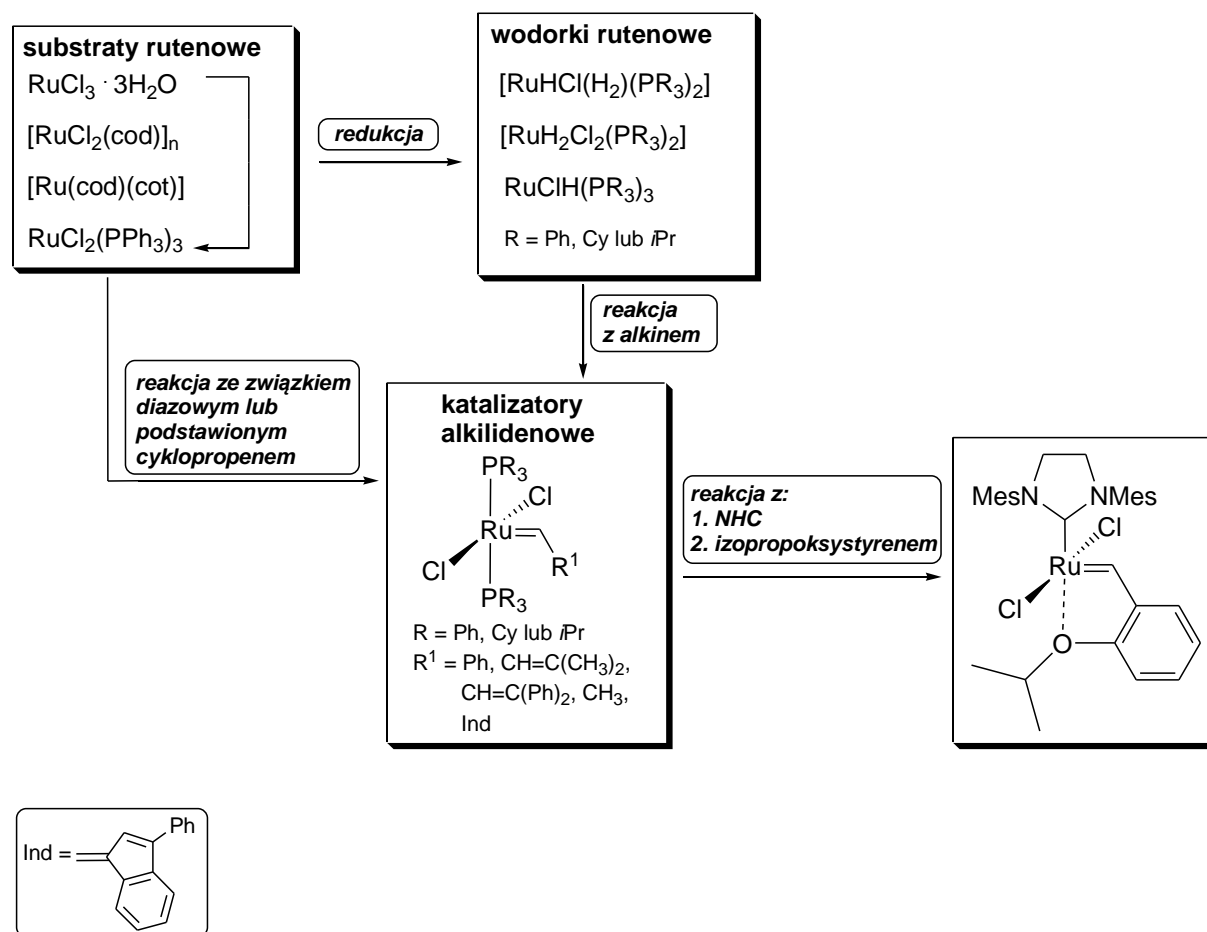 substraty rutenowe
RuCl₃ · 3H₂O
[RuCl₂(cod)]ₙ
[Ru(cod)(cot)]
RuCl₂(PPh₃)₃
redukcja
wodorki rutenowe
[RuHCl(H₂)(PR₃)₂]
[RuH₂Cl₂(PR₃)₂]
RuClH(PR₃)₃
R = Ph, Cy lub iPr
reakcja
z alkinem
reakcja ze związkiem
diazowym lub
podstawionym
cyklopropenem
katalizatory
alkilidenowe
PR₃
Cl
Ru
Cl
R¹
PR₃
R = Ph, Cy lub iPr
R¹ = Ph, CH=C(CH₃)₂,
CH=C(Ph)₂, CH₃,
Ind
reakcja z:
1. NHC
2. izopropoksystyrenem
MesN NMes
Cl
Ru
Cl
O
Ph
Ind =